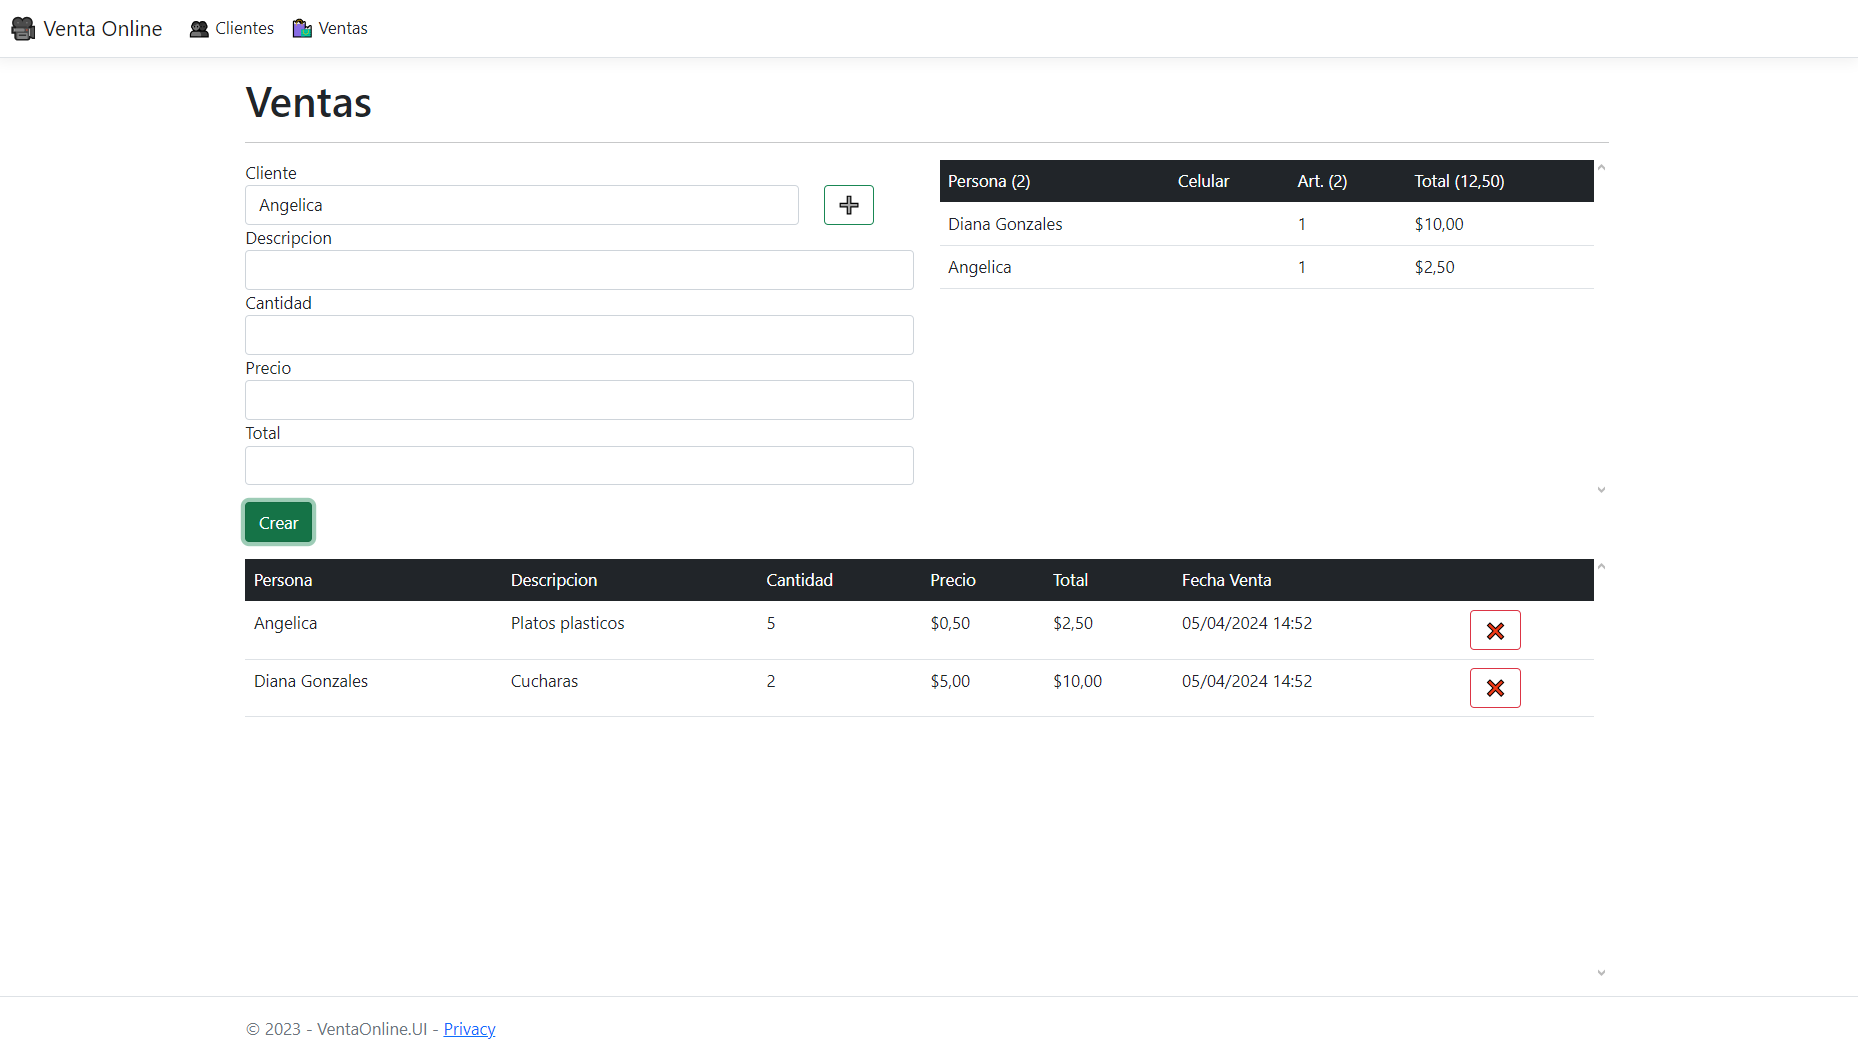 Venta Online Clientes Ventas
Ventas
Cliente
Angelica
Descripcion
Cantidad
Precio
Total
Crear
Persona (2) Celular Art. (2) Total (12,50)
Diana Gonzales 1 $10,00
Angelica 1 $2,50
Persona Descripcion Cantidad Precio Total Fecha Venta
Angelica Platos plasticos 5 $0,50 $2,50 05/04/2024 14:52
Diana Gonzales Cucharas 2 $5,00 $10,00 05/04/2024 14:52
© 2023 - VentaOnline.UI - Privacy